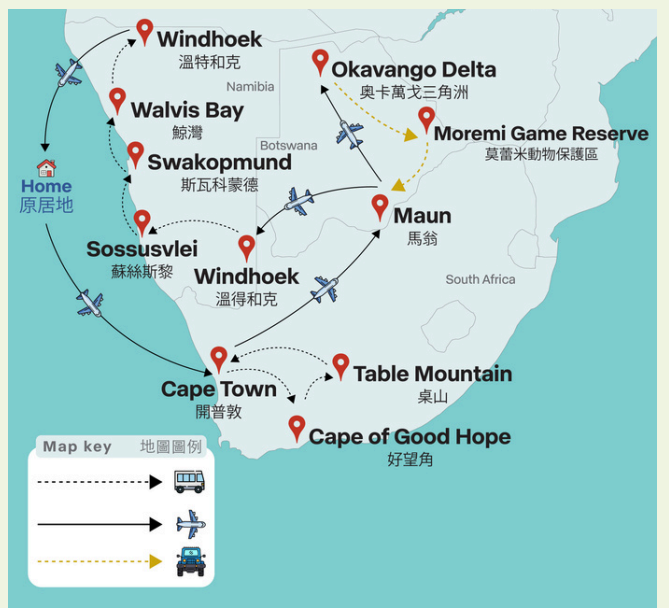 Windhoek
溫特和克
Okavango Delta
奧卡萬戈三角洲
Namibia
Walvis Bay
鯨灣
Moremi Game Reserve
莫蕾米動物保護區
Botswana
Swakopmund
斯瓦科蒙德
Home
原居地
Maun
馬翁
Sossusvlei
蘇絲斯黎
Windhoek
溫得和克
South Africa
Table Mountain
桌山
Cape Town
開普敦
Cape of Good Hope
好望角
Map key 地圖圖例